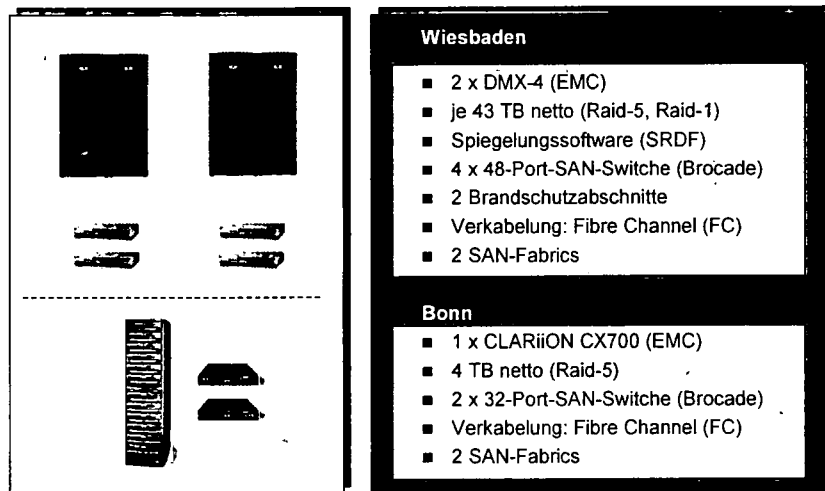 Wiesbaden
■ 2 x DMX-4 (EMC)
■ je 43 TB netto (Raid-5, Raid-1)
■ Spiegelungssoftware (SRDF)
■ 4 x 48-Port-SAN-Switche (Brocade)
■ 2 Brandschutzabschnitte
■ Verkabelung: Fibre Channel (FC)
■ 2 SAN-Fabrics
Bonn
■ 1 x CLARiiON CX700 (EMC)
■ 4 TB netto (Raid-5)
■ 2 x 32-Port-SAN-Switche (Brocade)
■ Verkabelung: Fibre Channel (FC)
■ 2 SAN-Fabrics